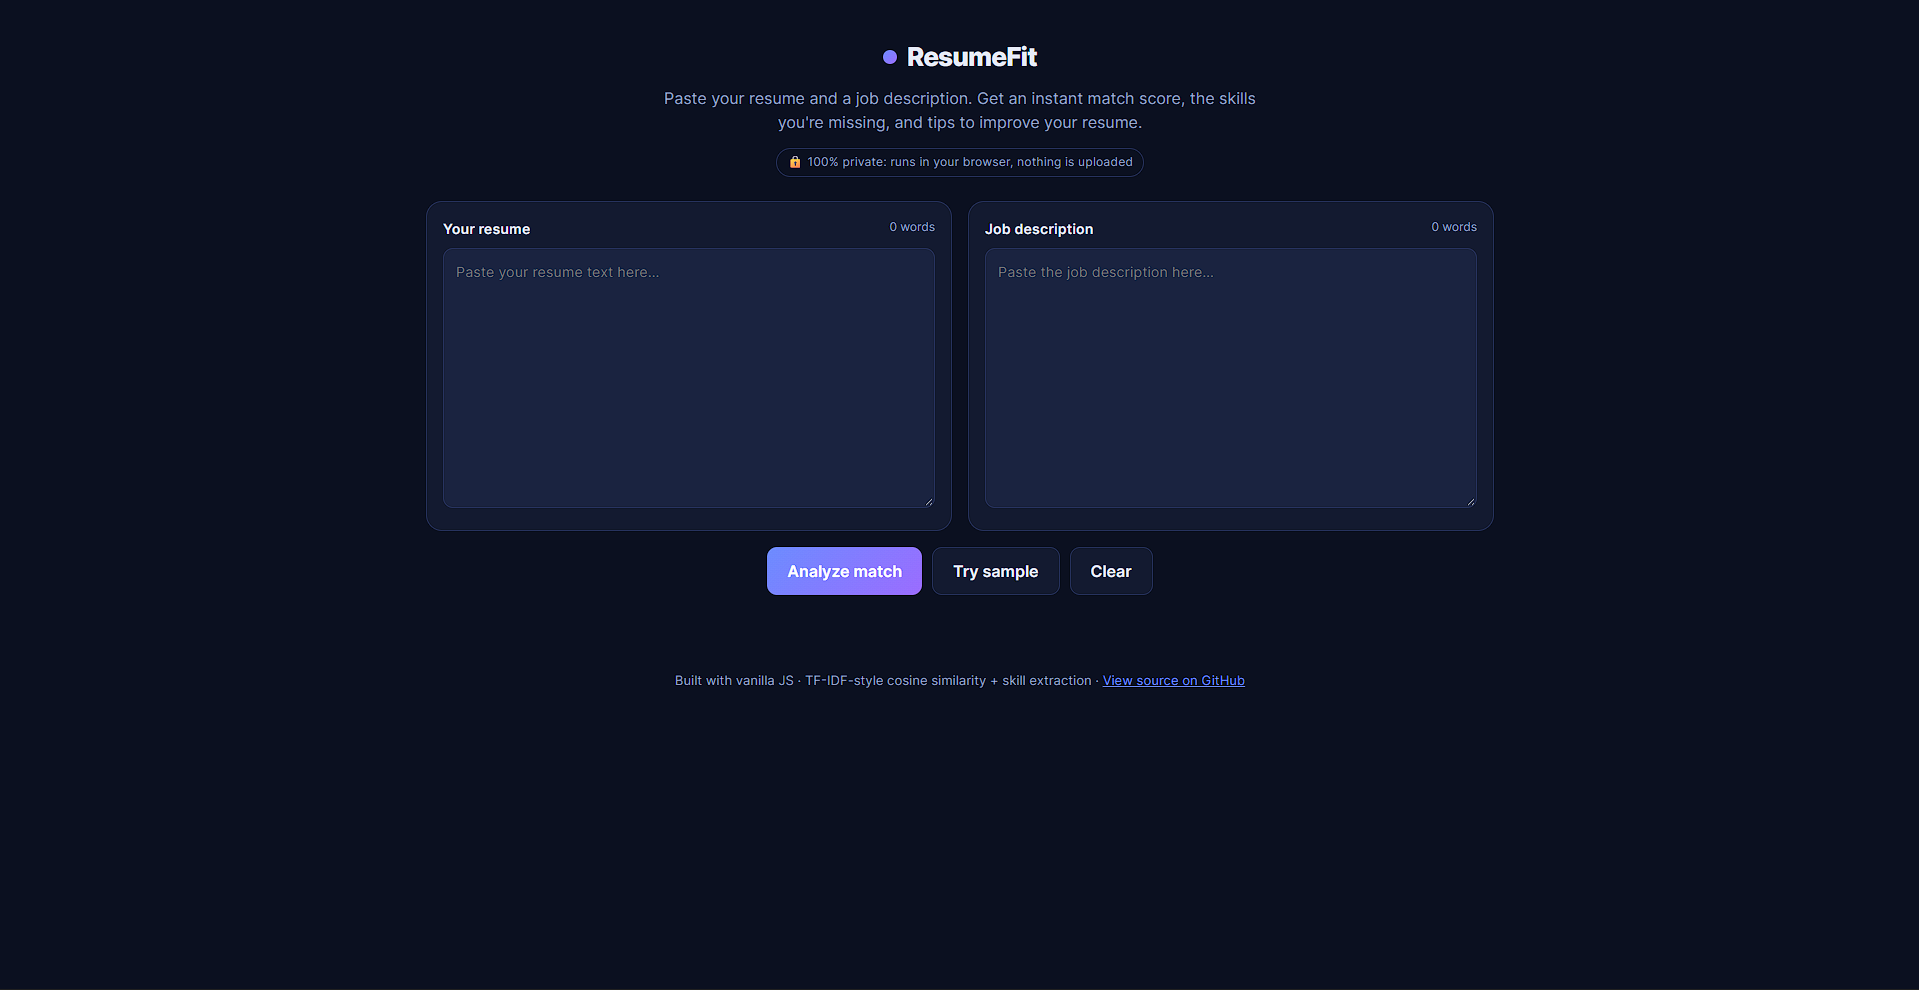 ResumeFit
Paste your resume and a job description. Get an instant match score, the skills
you're missing, and tips to improve your resume.
100% private: runs in your browser, nothing is uploaded
Your resume
0 words
Paste your resume text here...
Job description
0 words
Paste the job description here...
Analyze match
Try sample
Clear
Built with vanilla JS · TF-IDF-style cosine similarity + skill extraction · View source on GitHub